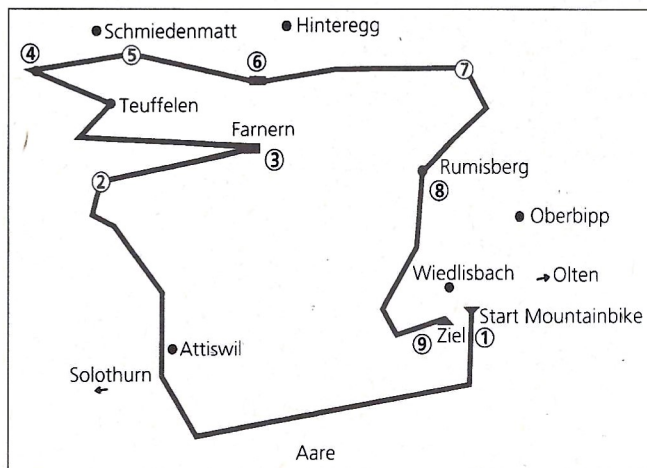 Schmiedenmatt
Hinteregg
④
⑤
⑥
⑦
Teuffelen
Farnern
③
②
Rumisberg
⑧
Oberbipp
Wiedlisbach
→ Olten
Start Mountainbike
Ziel
⑨
①
Attiswil
Solothurn
←
Aare